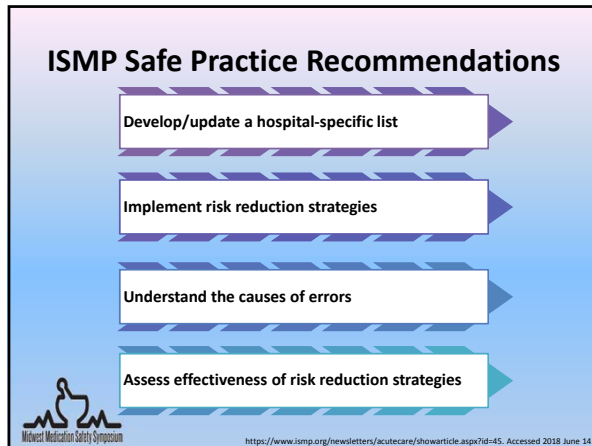 ISMP Safe Practice Recommendations
Develop/update a hospital-specific list
Implement risk reduction strategies
Understand the causes of errors
Assess effectiveness of risk reduction strategies
Midwest Medication Safety Symposium
https://www.ismp.org/newsletters/acutecare/showarticle.aspx?id=45. Accessed 2018 June 14.